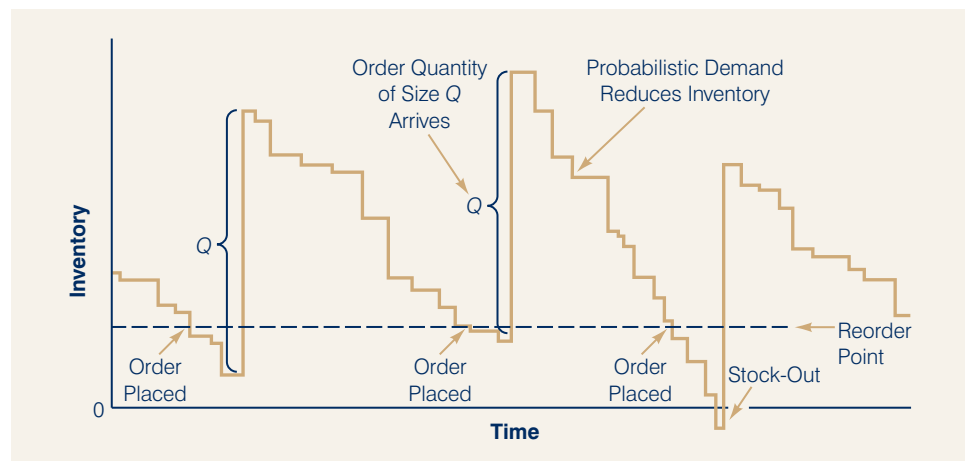 Order Quantity
of Size Q
Arrives
Probabilistic Demand
Reduces Inventory
Q
Q
Inventory
Reorder
Point
Order
Placed
Order
Placed
Order
Placed
Stock-Out
0
Time